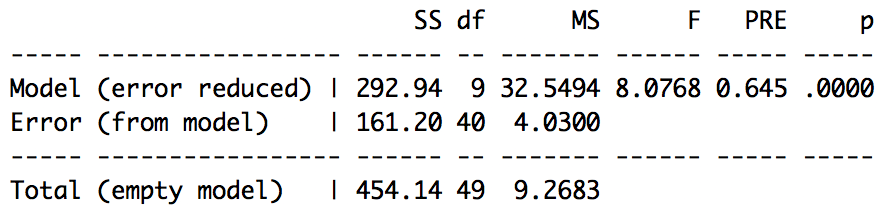 SS df      MS      F   PRE     p
----- ----------------- ------ -- ------- ------ ----- -----
Model (error reduced) | 292.94  9 32.5494 8.0768 0.645 .0000
Error (from model)    | 161.20 40  4.0300
----- ----------------- ------ -- ------- ------ ----- -----
Total (empty model)   | 454.14 49  9.2683